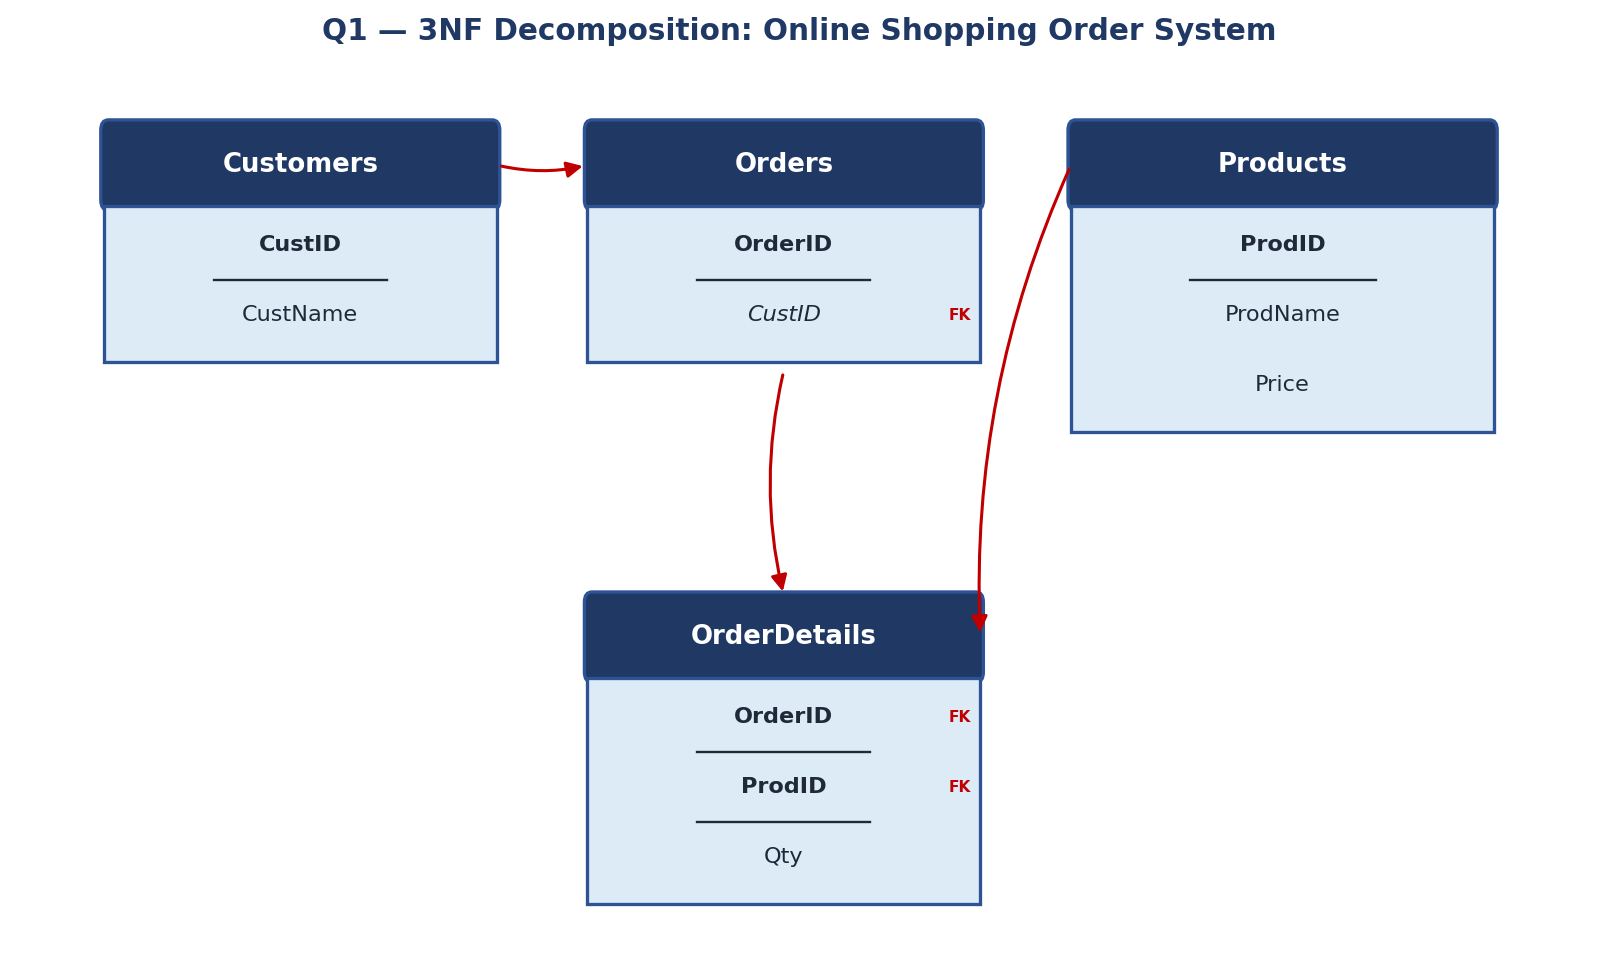 Q1 — 3NF Decomposition: Online Shopping Order System
Customers
CustID
CustName
Orders
OrderID
CustID FK
Products
ProdID
ProdName
Price
OrderDetails
OrderID FK
ProdID FK
Qty